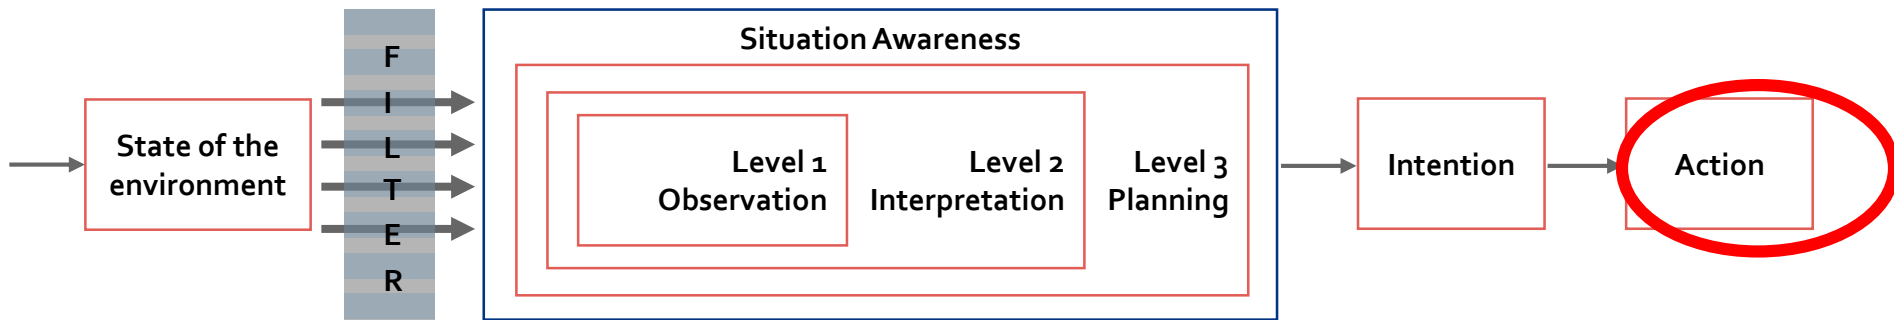 State of the
environment
F
I
L
T
E
R
Situation Awareness
Level 1
Observation
Level 2
Interpretation
Level 3
Planning
Intention
Action